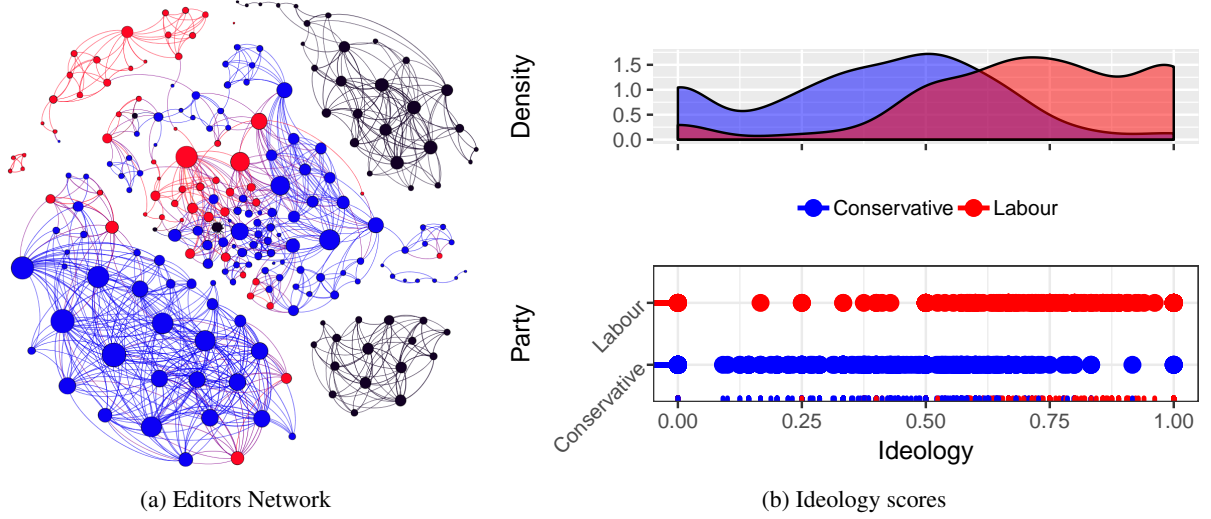 Density
1.5
1.0
0.5
0.0
Conservative Labour
Party
Labour
Conservative
0.00 0.25 0.50 0.75 1.00
Ideology
(a) Editors Network
(b) Ideology scores